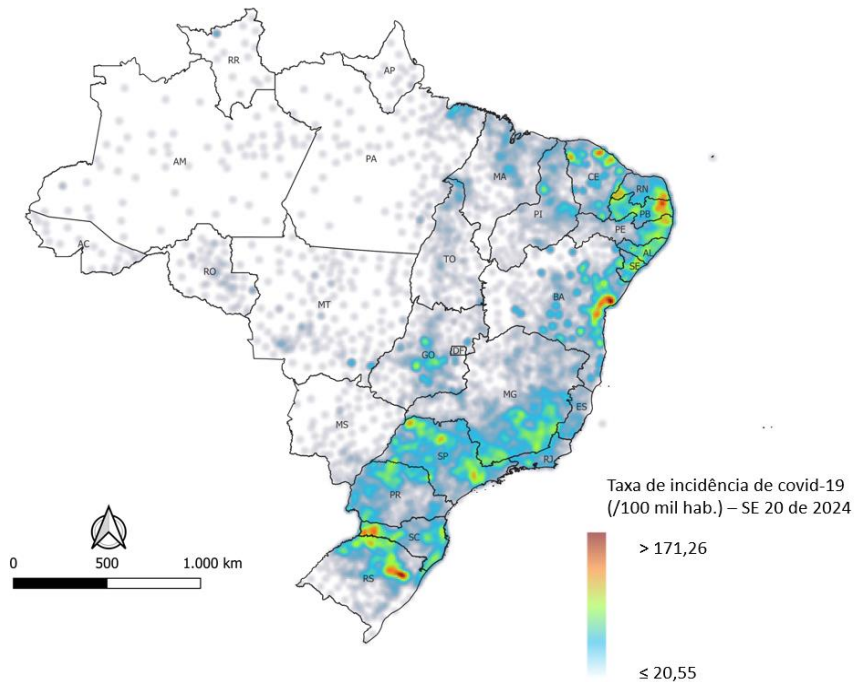 RR
AP
AM
PA
MA
CE
RN
PB
PI
PE
AL
SE
AC
RO
TO
BA
MT
GO
DF
MG
ES
MS
SP
RJ
PR
SC
RS
Taxa de incidência de covid-19
(/100 mil hab.) – SE 20 de 2024
> 171,26
≤ 20,55
0 500 1.000 km